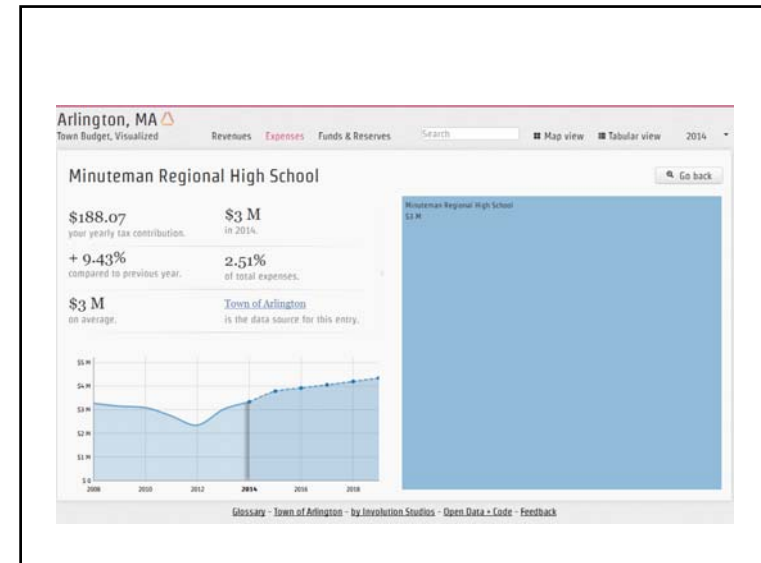 Arlington, MA
Town Budget, Visualized
Revenues Expenses Funds & Reserves
Search
Map view Tabular view 2014
Minuteman Regional High School
Go back
$188.07
your yearly tax contribution.
$3 M
in 2014.
+ 9.43%
compared to previous year.
2.51%
of total expenses.
$3 M
on average.
Town of Arlington
is the data source for this entry.
$5 M
$4 M
$3 M
$2 M
$1 M
$ 0
2008 2010 2012 2014 2016 2018
Minuteman Regional High School
$3 M
Glossary - Town of Arlington - by Involution Studios - Open Data + Code - Feedback